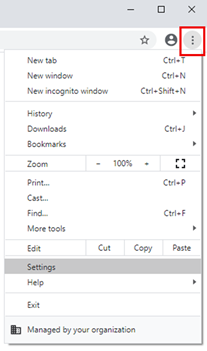 New tab Ctrl+T
New window Ctrl+N
New incognito window Ctrl+Shift+N
History
Downloads Ctrl+J
Bookmarks
Zoom - 100% +
Print... Ctrl+P
Cast...
Find... Ctrl+F
More tools
Edit Cut Copy Paste
Settings
Help
Exit
Managed by your organization